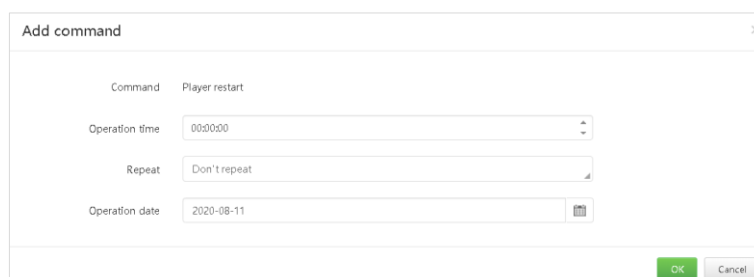 Add command
Command Player restart
Operation time 00:00:00
Repeat Don't repeat
Operation date 2020-08-11
OK Cancel